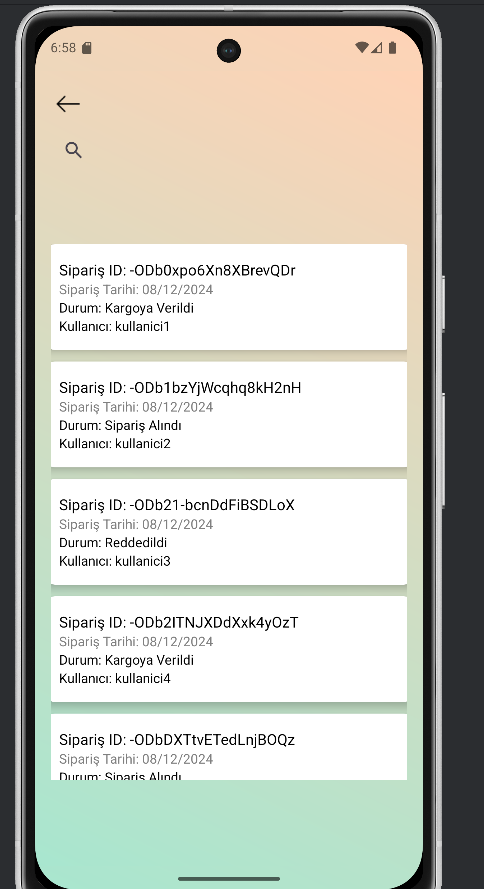 6:58
Sipariş ID: -ODb0xpo6Xn8XBrevQDr
Sipariş Tarihi: 08/12/2024
Durum: Kargoya Verildi
Kullanıcı: kullanici1
Sipariş ID: -ODb1bzYjWcqhq8kH2nH
Sipariş Tarihi: 08/12/2024
Durum: Sipariş Alındı
Kullanıcı: kullanici2
Sipariş ID: -ODb21-bcnDdFiBSDLoX
Sipariş Tarihi: 08/12/2024
Durum: Reddedildi
Kullanıcı: kullanici3
Sipariş ID: -ODb2ITNJXDdXxk4yOzT
Sipariş Tarihi: 08/12/2024
Durum: Kargoya Verildi
Kullanıcı: kullanici4
Sipariş ID: -ODbDXTtvETedLnjBOQz
Sipariş Tarihi: 08/12/2024
Durum: Sipariş Alındı